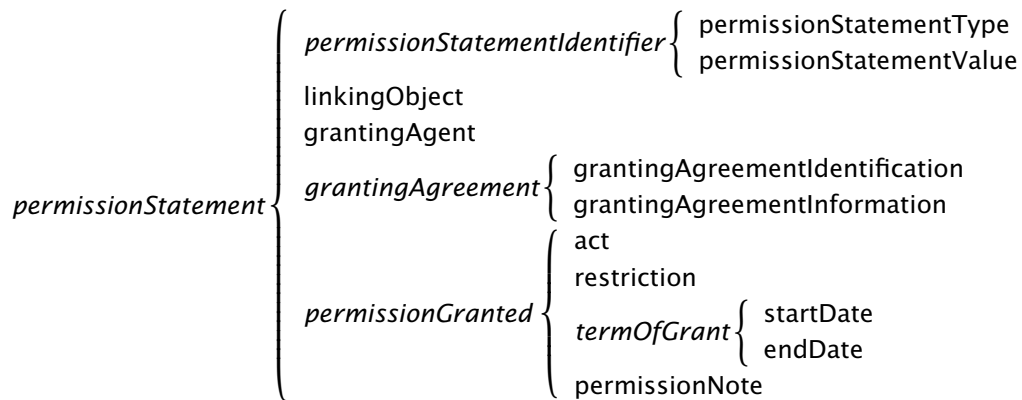 permissionStatementType
permissionStatementIdentifier
permissionStatementValue
linkingObject
grantingAgent
grantingAgreementIdentification
grantingAgreement
grantingAgreementInformation
permissionStatement
act
restriction
permissionGranted
startDate
termOfGrant
endDate
permissionNote